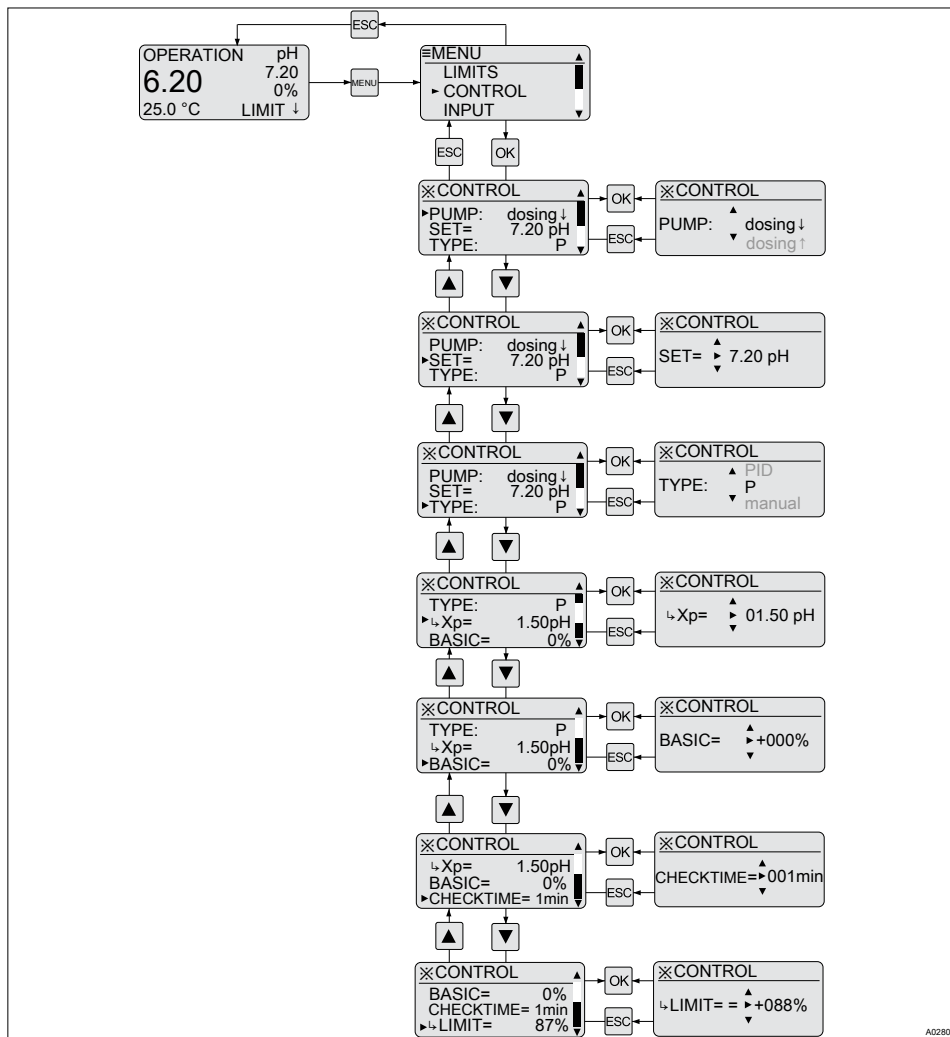 ESC
OPERATION pH
6.20 7.20
0%
25.0 °C LIMIT ↓
MENU
≡MENU ▲
LIMITS
► CONTROL
INPUT ▼
ESC OK
※CONTROL ▲
►PUMP: dosing↓
SET= 7.20 pH
TYPE: P ▼
OK
ESC
※CONTROL
▲
PUMP: dosing↓
▼ dosing↑
▲ ▼
※CONTROL ▲
PUMP: dosing↓
►SET= 7.20 pH
TYPE: P ▼
OK
ESC
※CONTROL
▲
SET= ► 7.20 pH
▼
▲ ▼
※CONTROL ▲
PUMP: dosing↓
SET= 7.20 pH
►TYPE: P ▼
OK
ESC
※CONTROL
▲ PID
TYPE: P
▼ manual
▲ ▼
※CONTROL ▲
TYPE: P
►↳Xp= 1.50pH
BASIC= 0% ▼
OK
ESC
※CONTROL
▲
↳Xp= ► 01.50 pH
▼
▲ ▼
※CONTROL ▲
TYPE: P
↳Xp= 1.50pH
►BASIC= 0% ▼
OK
ESC
※CONTROL
▲
BASIC= ►+000%
▼
▲ ▼
※CONTROL ▲
↳Xp= 1.50pH
BASIC= 0%
►CHECKTIME= 1min ▼
OK
ESC
※CONTROL
▲
CHECKTIME=►001min
▼
▲ ▼
※CONTROL ▲
BASIC= 0%
CHECKTIME= 1min
►↳LIMIT= 87% ▼
OK
ESC
※CONTROL
▲
↳LIMIT= = ►+088%
▼
A0280